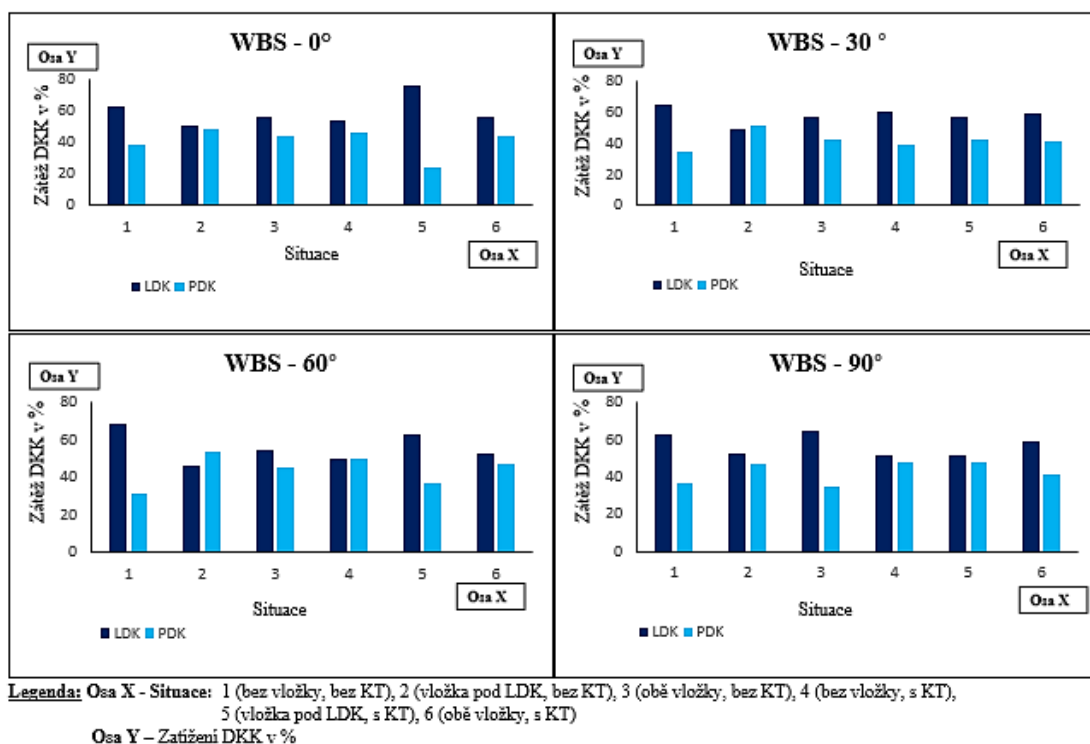 WBS - 0°
Osa Y
Zátěž DKK v %
80
60
40
20
0
1 2 3 4 5 6
Situace
Osa X
LDK PDK
WBS - 30 °
Osa Y
Zátěž DKK v %
80
60
40
20
0
1 2 3 4 5 6
Situace
Osa X
LDK PDK
WBS - 60°
Osa Y
Zátěž DKK v %
80
60
40
20
0
1 2 3 4 5 6
Situace
Osa X
LDK PDK
WBS - 90°
Osa Y
Zátěž DKK v %
80
60
40
20
0
1 2 3 4 5 6
Situace
Osa X
LDK PDK
Legenda: Osa X - Situace: 1 (bez vložky, bez KT), 2 (vložka pod LDK, bez KT), 3 (obě vložky, bez KT), 4 (bez vložky, s KT),
5 (vložka pod LDK, s KT), 6 (obě vložky, s KT)
Osa Y – Zatížení DKK v %